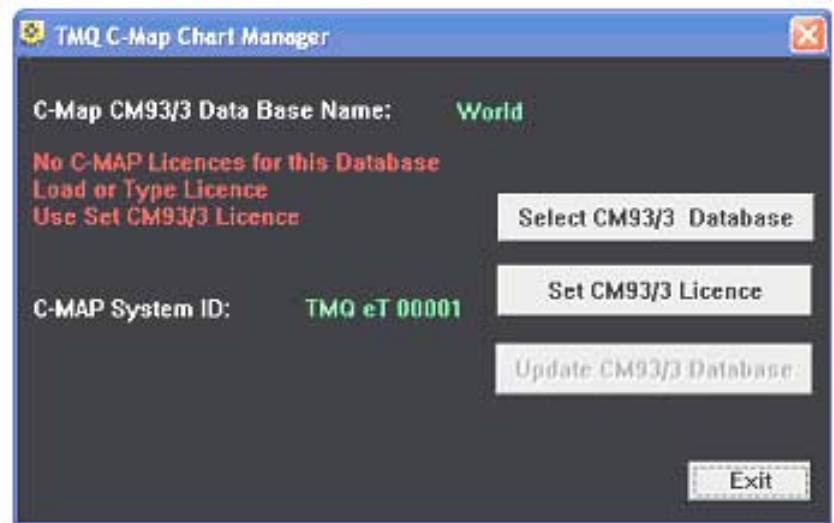 TMQ C-Map Chart Manager
C-Map CM93/3 Data Base Name: World
No C-MAP Licences for this Database
Load or Type Licence
Use Set CM93/3 Licence
Select CM93/3 Database
Set CM93/3 Licence
C-MAP System ID: TMQ eT 00001
Update CM93/3 Database
Exit